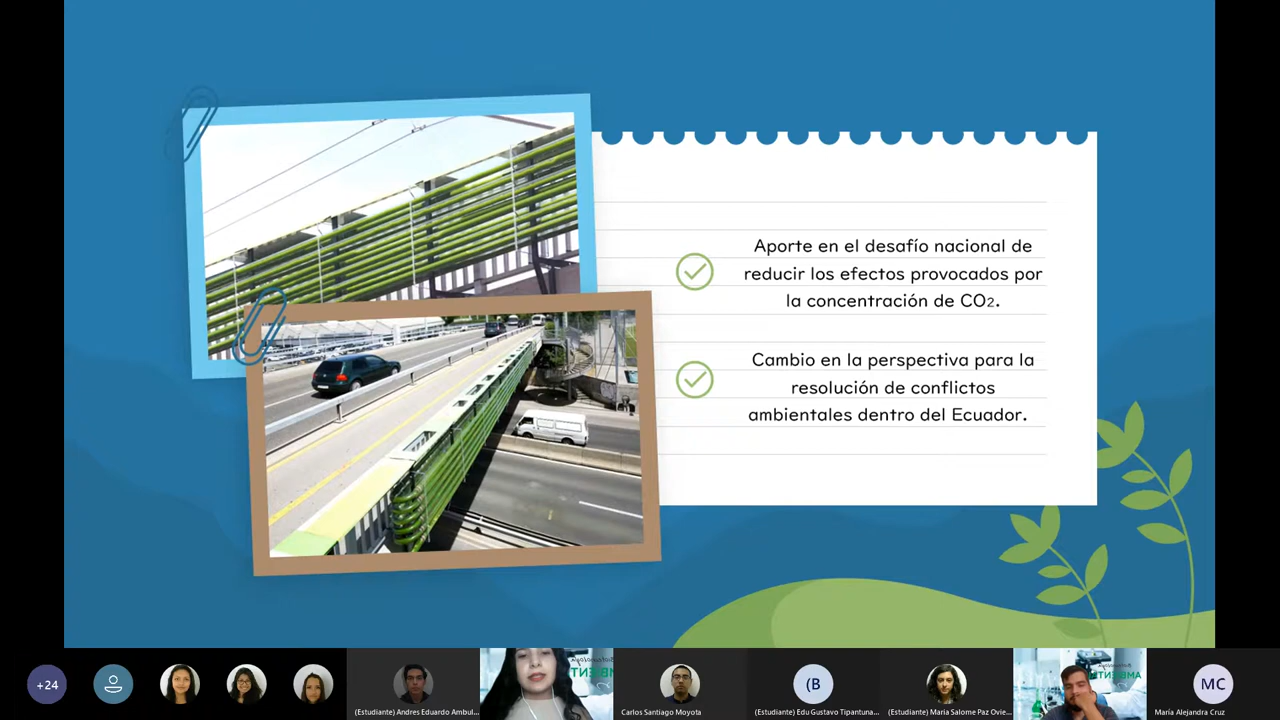 Aporte en el desafío nacional de
reducir los efectos provocados por
la concentración de CO₂.
Cambio en la perspectiva para la
resolución de conflictos
ambientales dentro del Ecuador.
+24
(Estudiante) Andres Eduardo Ambul...
Carlos Santiago Moyota
(B
(Estudiante) Edu Gustavo Tipantuna...
(Estudiante) Maria Salome Paz Ovie...
MC
María Alejandra Cruz